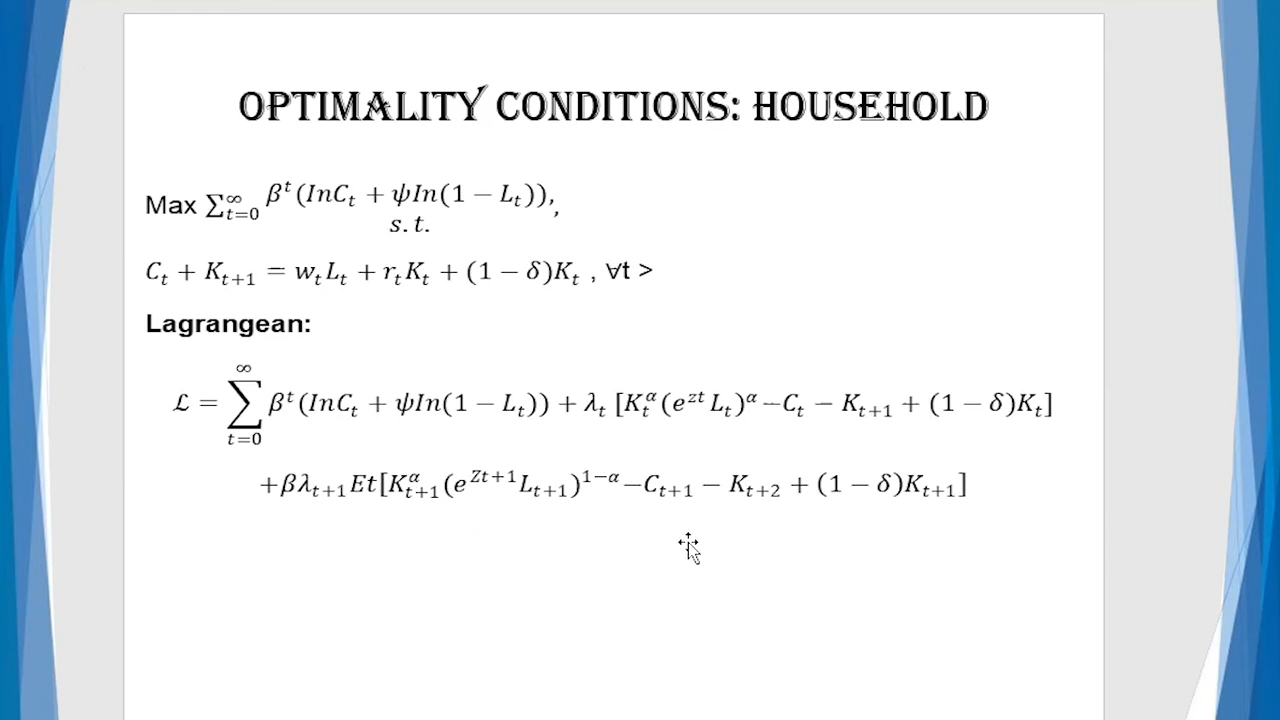 OPTIMALITY CONDITIONS: HOUSEHOLD
Max ∑_{t=0}^{∞} β^t (InC_t + ψIn(1 − L_t)),,
s.t.
C_t + K_{t+1} = w_t L_t + r_t K_t + (1 − δ)K_t , ∀t >
Lagrangean:
ℒ = ∑_{t=0}^{∞} β^t (InC_t + ψIn(1 − L_t)) + λ_t [K_t^α (e^{zt} L_t)^α −C_t − K_{t+1} + (1 − δ)K_t]
+βλ_{t+1} Et[K_{t+1}^α (e^{Zt+1} L_{t+1})^{1−α} −C_{t+1} − K_{t+2} + (1 − δ)K_{t+1}]